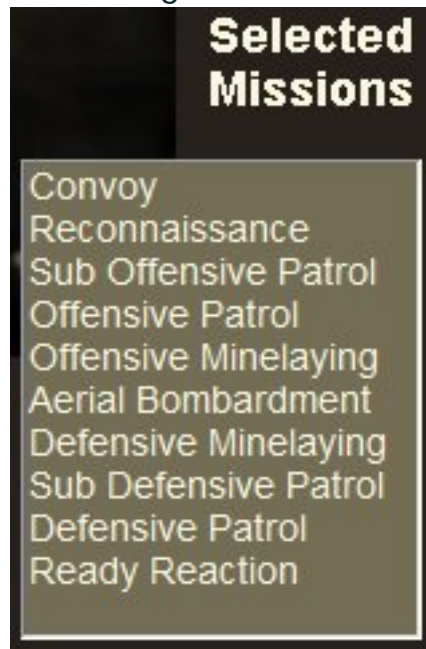 Selected
Missions
Convoy
Reconnaissance
Sub Offensive Patrol
Offensive Patrol
Offensive Minelaying
Aerial Bombardment
Defensive Minelaying
Sub Defensive Patrol
Defensive Patrol
Ready Reaction